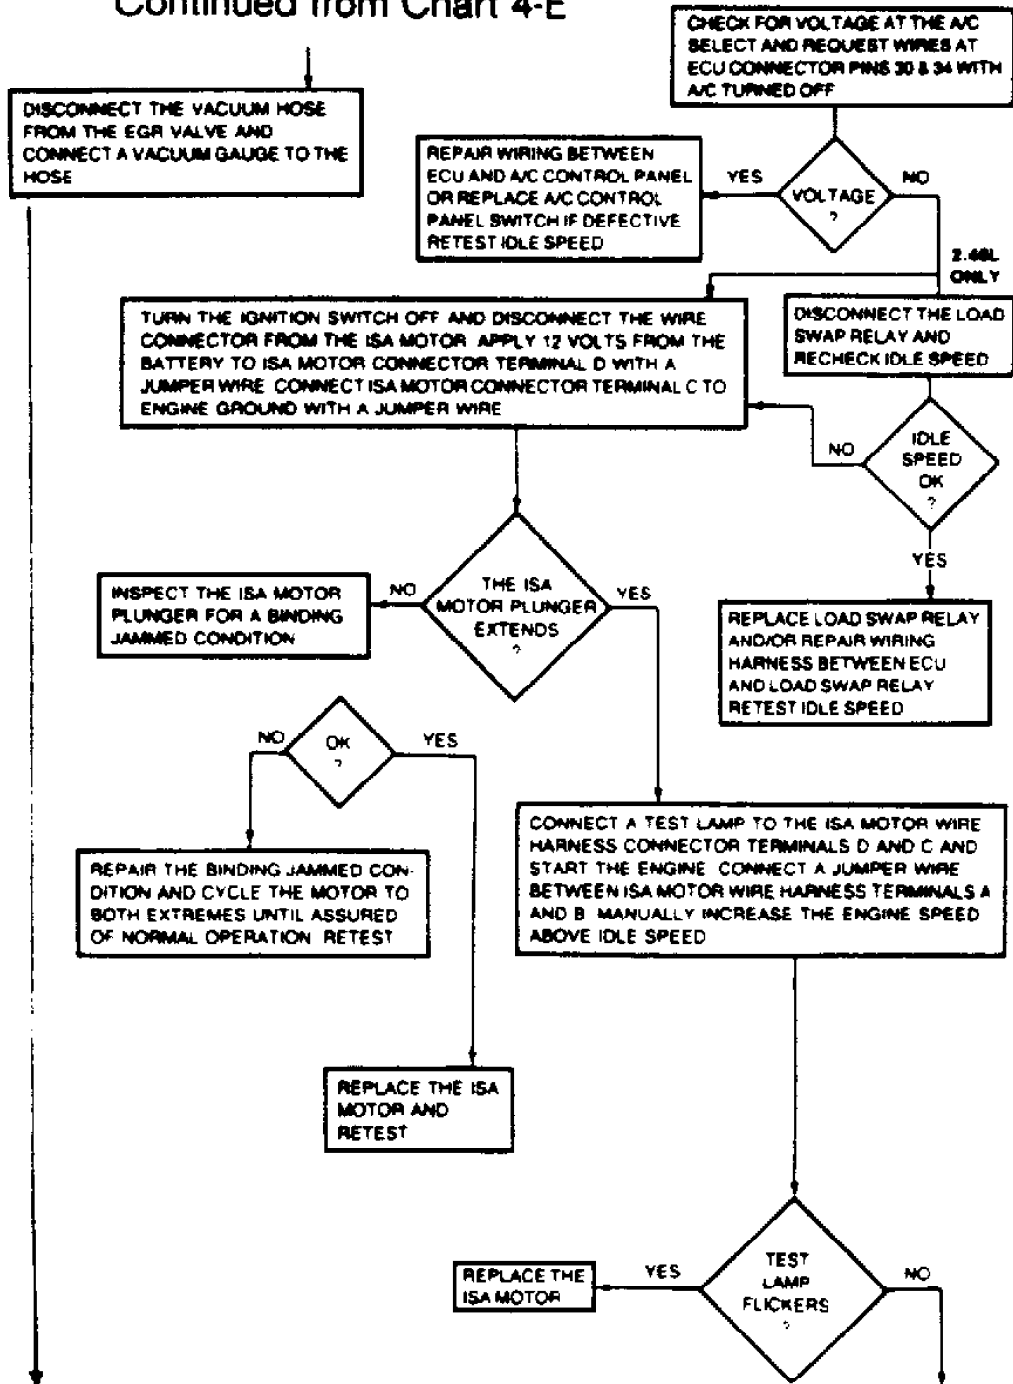 Continued from Chart 4-E
CHECK FOR VOLTAGE AT THE A/C
SELECT AND REQUEST WIRES AT
ECU CONNECTOR PINS 30 & 34 WITH
A/C TURNED OFF
DISCONNECT THE VACUUM HOSE
FROM THE EGR VALVE AND
CONNECT A VACUUM GAUGE TO THE
HOSE
REPAIR WIRING BETWEEN
ECU AND A/C CONTROL PANEL
OR REPLACE A/C CONTROL
PANEL SWITCH IF DEFECTIVE
RETEST IDLE SPEED
YES
VOLTAGE
?
NO
2.46L
ONLY
TURN THE IGNITION SWITCH OFF AND DISCONNECT THE WIRE
CONNECTOR FROM THE ISA MOTOR APPLY 12 VOLTS FROM THE
BATTERY TO ISA MOTOR CONNECTOR TERMINAL D WITH A
JUMPER WIRE CONNECT ISA MOTOR CONNECTOR TERMINAL C TO
ENGINE GROUND WITH A JUMPER WIRE
DISCONNECT THE LOAD
SWAP RELAY AND
RECHECK IDLE SPEED
NO
IDLE
SPEED
OK
?
YES
INSPECT THE ISA MOTOR
PLUNGER FOR A BINDING
JAMMED CONDITION
NO
THE ISA
MOTOR PLUNGER
EXTENDS
?
YES
REPLACE LOAD SWAP RELAY
AND/OR REPAIR WIRING
HARNESS BETWEEN ECU
AND LOAD SWAP RELAY
RETEST IDLE SPEED
NO
OK
?
YES
CONNECT A TEST LAMP TO THE ISA MOTOR WIRE
HARNESS CONNECTOR TERMINALS D AND C AND
START THE ENGINE CONNECT A JUMPER WIRE
BETWEEN ISA MOTOR WIRE HARNESS TERMINALS A
AND B MANUALLY INCREASE THE ENGINE SPEED
ABOVE IDLE SPEED
REPAIR THE BINDING JAMMED CON-
DITION AND CYCLE THE MOTOR TO
BOTH EXTREMES UNTIL ASSURED
OF NORMAL OPERATION RETEST
REPLACE THE ISA
MOTOR AND
RETEST
REPLACE THE
ISA MOTOR
YES
TEST
LAMP
FLICKERS
?
NO